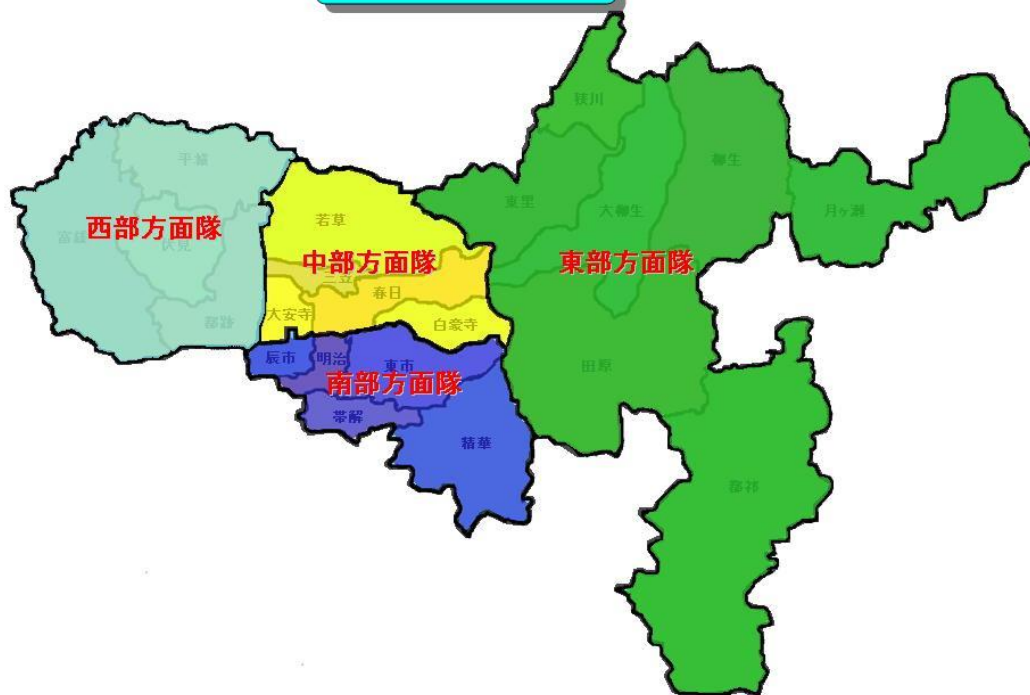 狭川
平城
柳生
東里
大柳生
月ヶ瀬
若草
西部方面隊
富雄
伏見
中部方面隊
東部方面隊
三笠
春日
大安寺
白豪寺
都跡
辰市
明治
東市
田原
南部方面隊
帯解
精華
都祁